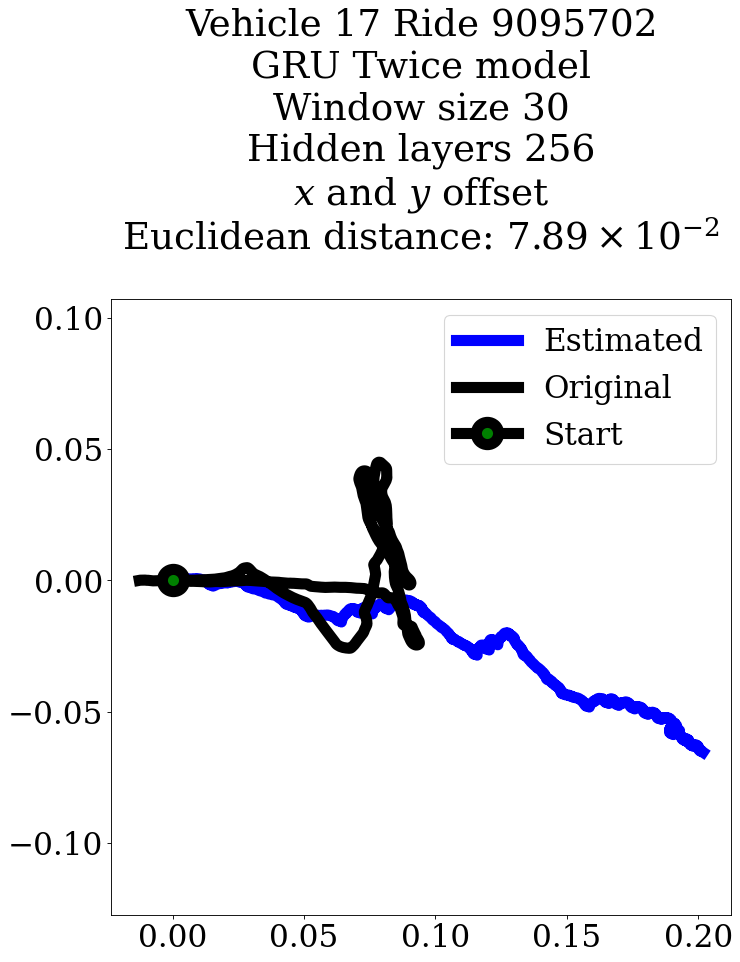 Vehicle 17 Ride 9095702
GRU Twice model
Window size 30
Hidden layers 256
x and y offset
Euclidean distance: 7.89 × 10⁻²
Estimated
Original
Start
0.10
0.05
0.00
−0.05
−0.10
0.00 0.05 0.10 0.15 0.20